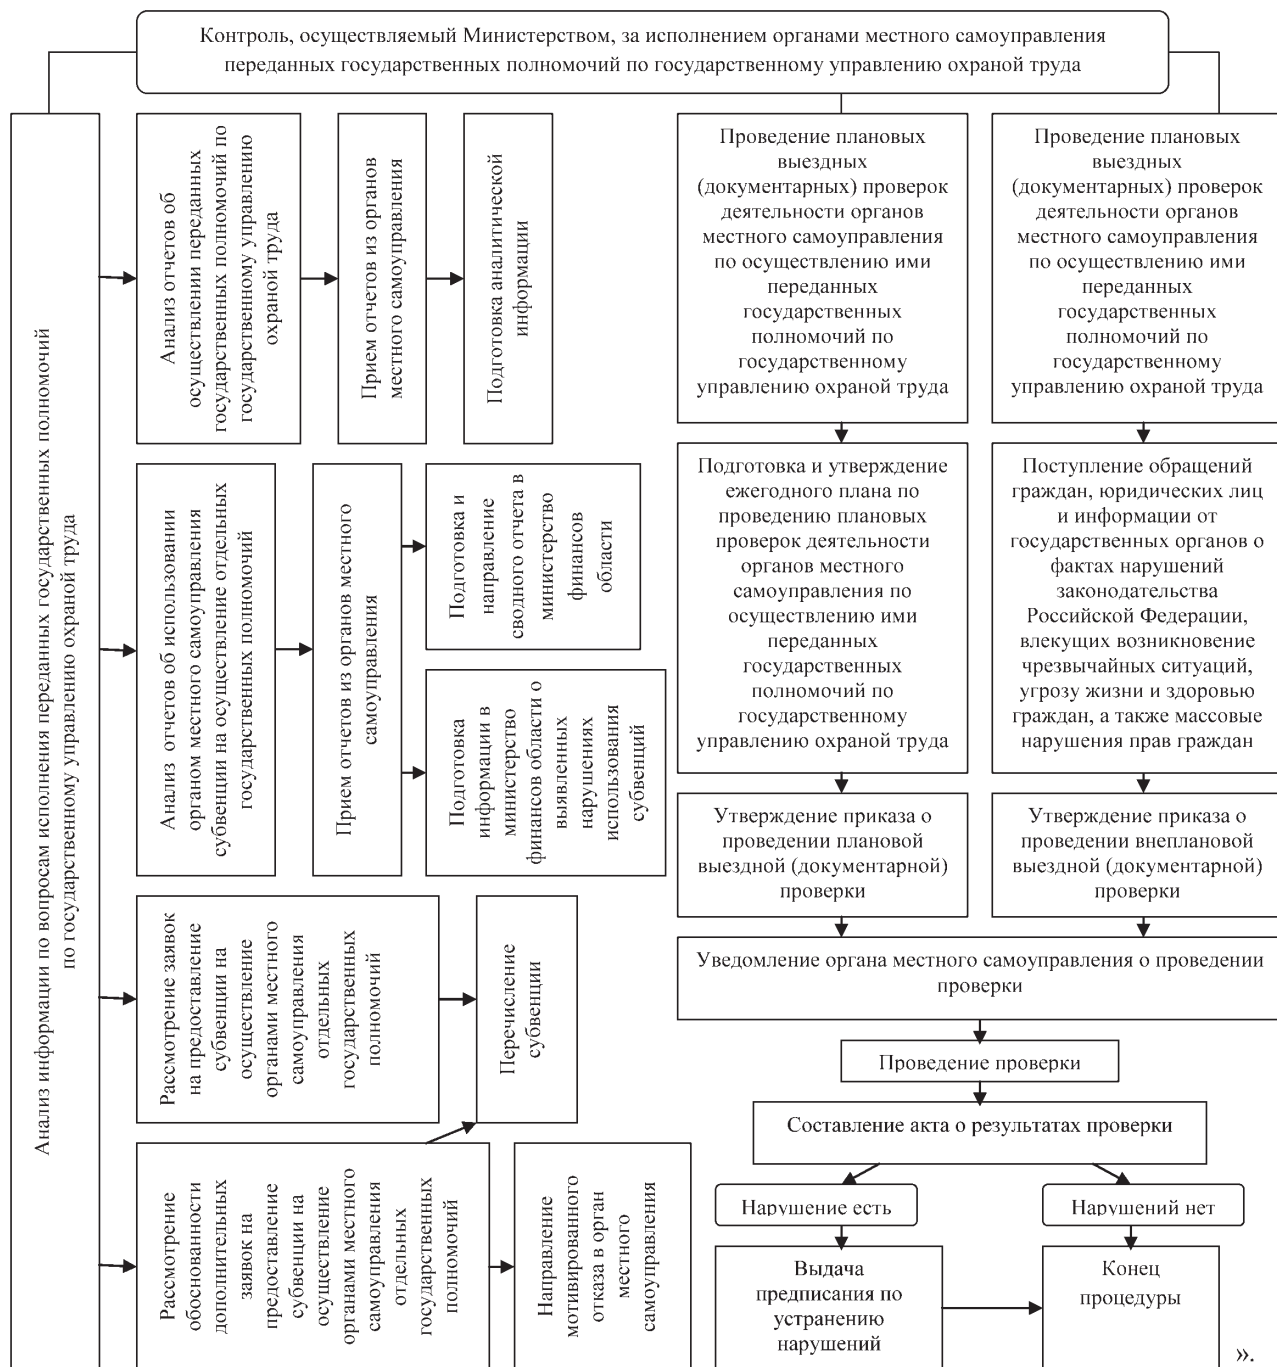 Контроль, осуществляемый Министерством, за исполнением органами местного самоуправления
переданных государственных полномочий по государственному управлению охраной труда
Анализ информации по вопросам исполнения переданных государственных полномочий
по государственному управлению охраной труда
Анализ отчетов об
осуществлении переданных
государственных полномочий по
государственному управлению
охраной труда
Прием отчетов из органов
местного самоуправления
Подготовка аналитической
информации
Анализ отчетов об использовании
органом местного самоуправления
субвенции на осуществление отдельных
государственных полномочий
Прием отчетов из органов местного
самоуправления
Подготовка и
направление
сводного отчета в
министерство
финансов
области
Подготовка
информации в
министерство
финансов области о
выявленных
нарушениях
использования
субвенций
Рассмотрение заявок
на предоставление
субвенции на
осуществление
органами местного
самоуправления
отдельных
государственных
полномочий
Перечисление
субвенции
Рассмотрение
обоснованности
дополнительных
заявок на
предоставление
субвенции на
осуществление
органами местного
самоуправления
отдельных
государственных
полномочий
Направление
мотивированного
отказа в орган
местного
самоуправления
Проведение плановых
выездных
(документарных) проверок
деятельности органов
местного самоуправления
по осуществлению ими
переданных
государственных
полномочий по
государственному
управлению охраной труда
Проведение плановых
выездных
(документарных) проверок
деятельности органов
местного самоуправления
по осуществлению ими
переданных
государственных
полномочий по
государственному
управлению охраной труда
Подготовка и утверждение
ежегодного плана по
проведению плановых
проверок деятельности
органов местного
самоуправления по
осуществлению ими
переданных
государственных
полномочий по
государственному
управлению охраной труда
Поступление обращений
граждан, юридических лиц
и информации от
государственных органов о
фактах нарушений
законодательства
Российской Федерации,
влекущих возникновение
чрезвычайных ситуаций,
угрозу жизни и здоровью
граждан, а также массовые
нарушения прав граждан
Утверждение приказа о
проведении плановой
выездной (документарной)
проверки
Утверждение приказа о
проведении внеплановой
выездной (документарной)
проверки
Уведомление органа местного самоуправления о проведении
проверки
Проведение проверки
Составление акта о результатах проверки
Нарушение есть
Нарушений нет
Выдача
предписания по
устранению
нарушений
Конец
процедуры
».